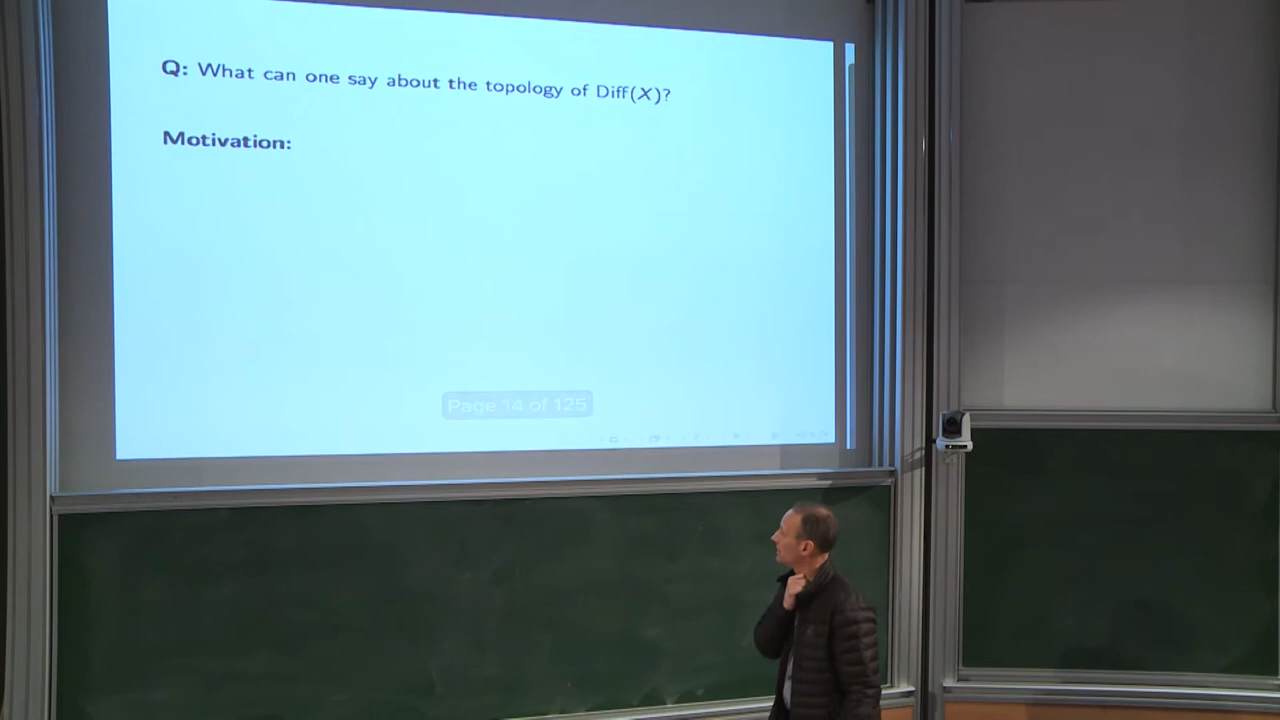 Q: What can one say about the topology of Diff(X)?
Motivation:
Page 14 of 125